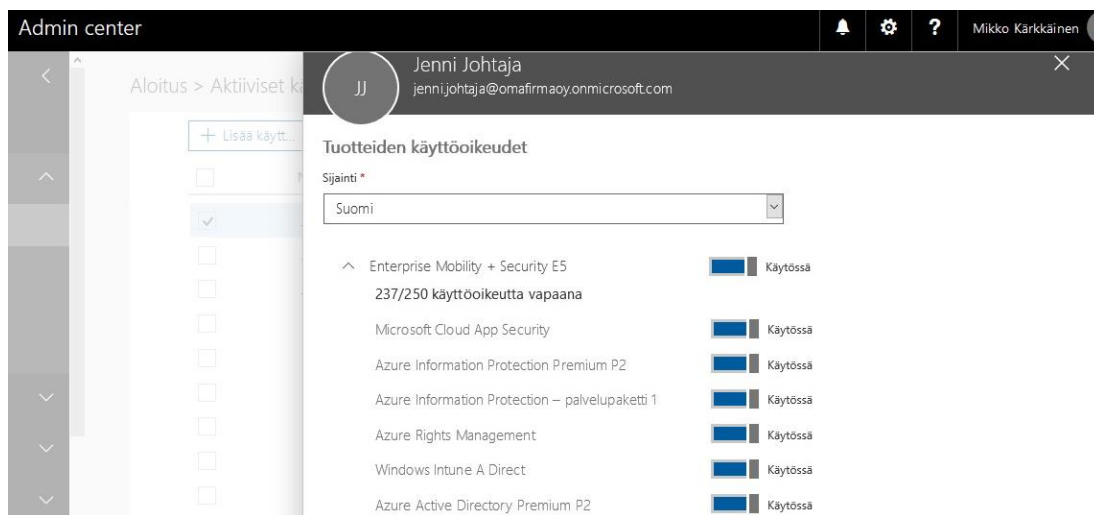 Admin center
? Mikko Kärkkäinen
Aloitus > Aktiiviset
+ Lisää käytt...
JJ
Jenni Johtaja
jenni.johtaja@omafirmaoy.onmicrosoft.com
Tuotteiden käyttöoikeudet
Sijainti *
Suomi
Enterprise Mobility + Security E5 Käytössä
237/250 käyttöoikeutta vapaana
Microsoft Cloud App Security Käytössä
Azure Information Protection Premium P2 Käytössä
Azure Information Protection – palvelupaketti 1 Käytössä
Azure Rights Management Käytössä
Windows Intune A Direct Käytössä
Azure Active Directory Premium P2 Käytössä